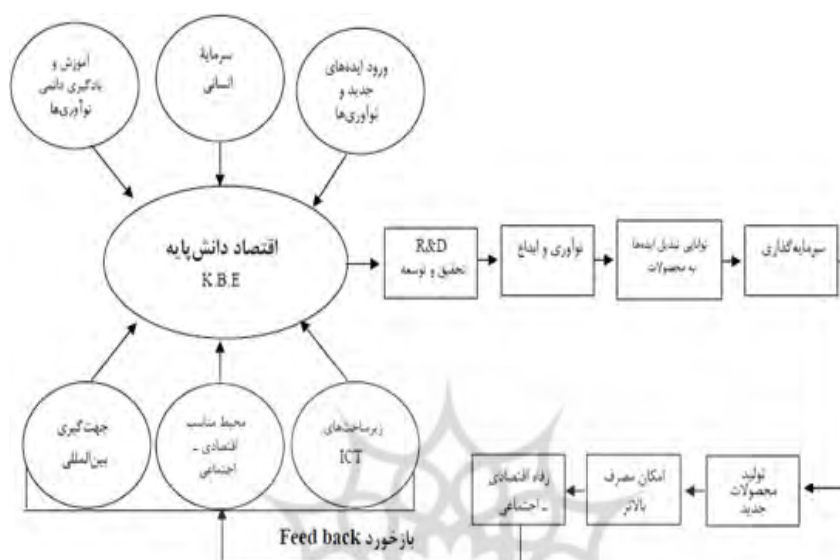 ورود ایده‌های
جدید و
نوآوری‌ها
سرمایهٔ
انسانی
آموزش و
یادگیری دائمی
نوآوری‌ها
اقتصاد دانش‌پایه
K.B.E
R&D
تحقیق و توسعه
نوآوری و ابداع
توانایی تبدیل ایده‌ها
به محصولات
سرمایه‌گذاری
زیرساخت‌های
ICT
محیط مناسب
اقتصادی ـ
اجتماعی
جهت‌گیری
بین‌المللی
تولید
محصولات
جدید
امکان مصرف
بالاتر
رفاه اقتصادی
ـ اجتماعی
بازخورد Feed back